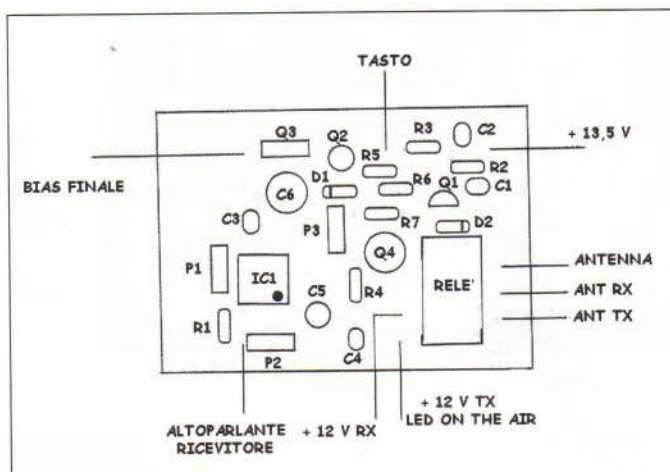 TASTO
Q3
Q2
R3
C2
+ 13,5 V
R5
R2
BIAS FINALE
D1
R6
Q1
C1
C6
C3
P3
R7
D2
Q4
P1
IC1
RELE'
ANTENNA
C5
R4
ANT RX
R1
ANT TX
P2
C4
+ 12 V TX
ALTOPARLANTE
RICEVITORE
+ 12 V RX
LED ON THE AIR